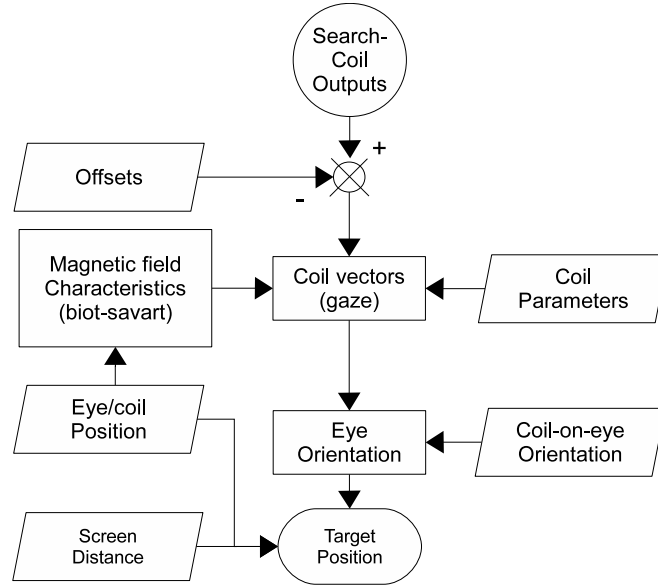 Search-
Coil
Outputs
+
Offsets
-
Magnetic field
Characteristics
(biot-savart)
Coil vectors
(gaze)
Coil
Parameters
Eye/coil
Position
Eye
Orientation
Coil-on-eye
Orientation
Screen
Distance
Target
Position